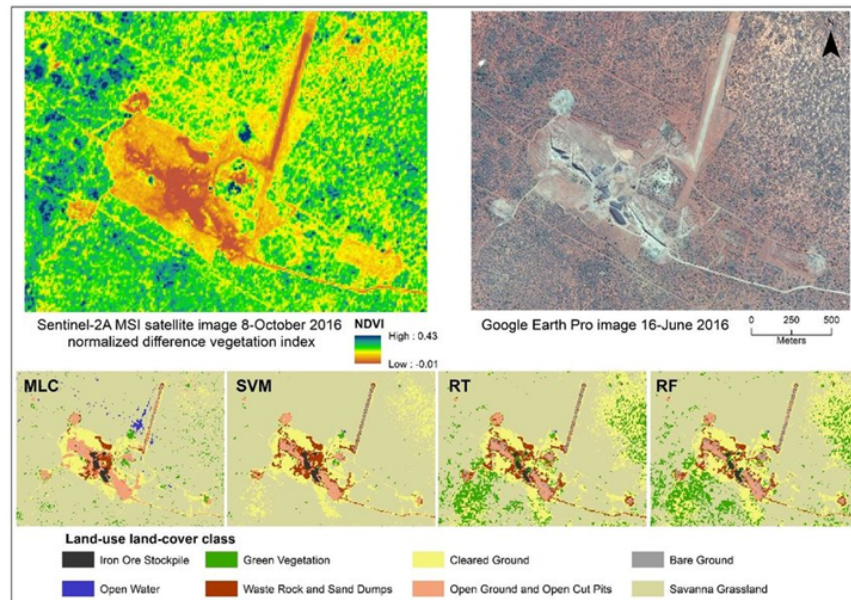 Sentinel-2A MSI satellite image 8-October 2016
normalized difference vegetation index
NDVI
High : 0.43
Low : -0.01
Google Earth Pro image 16-June 2016
0 250 500
Meters
MLC
SVM
RT
RF
Land-use land-cover class
Iron Ore Stockpile
Green Vegetation
Cleared Ground
Bare Ground
Open Water
Waste Rock and Sand Dumps
Open Ground and Open Cut Pits
Savanna Grassland